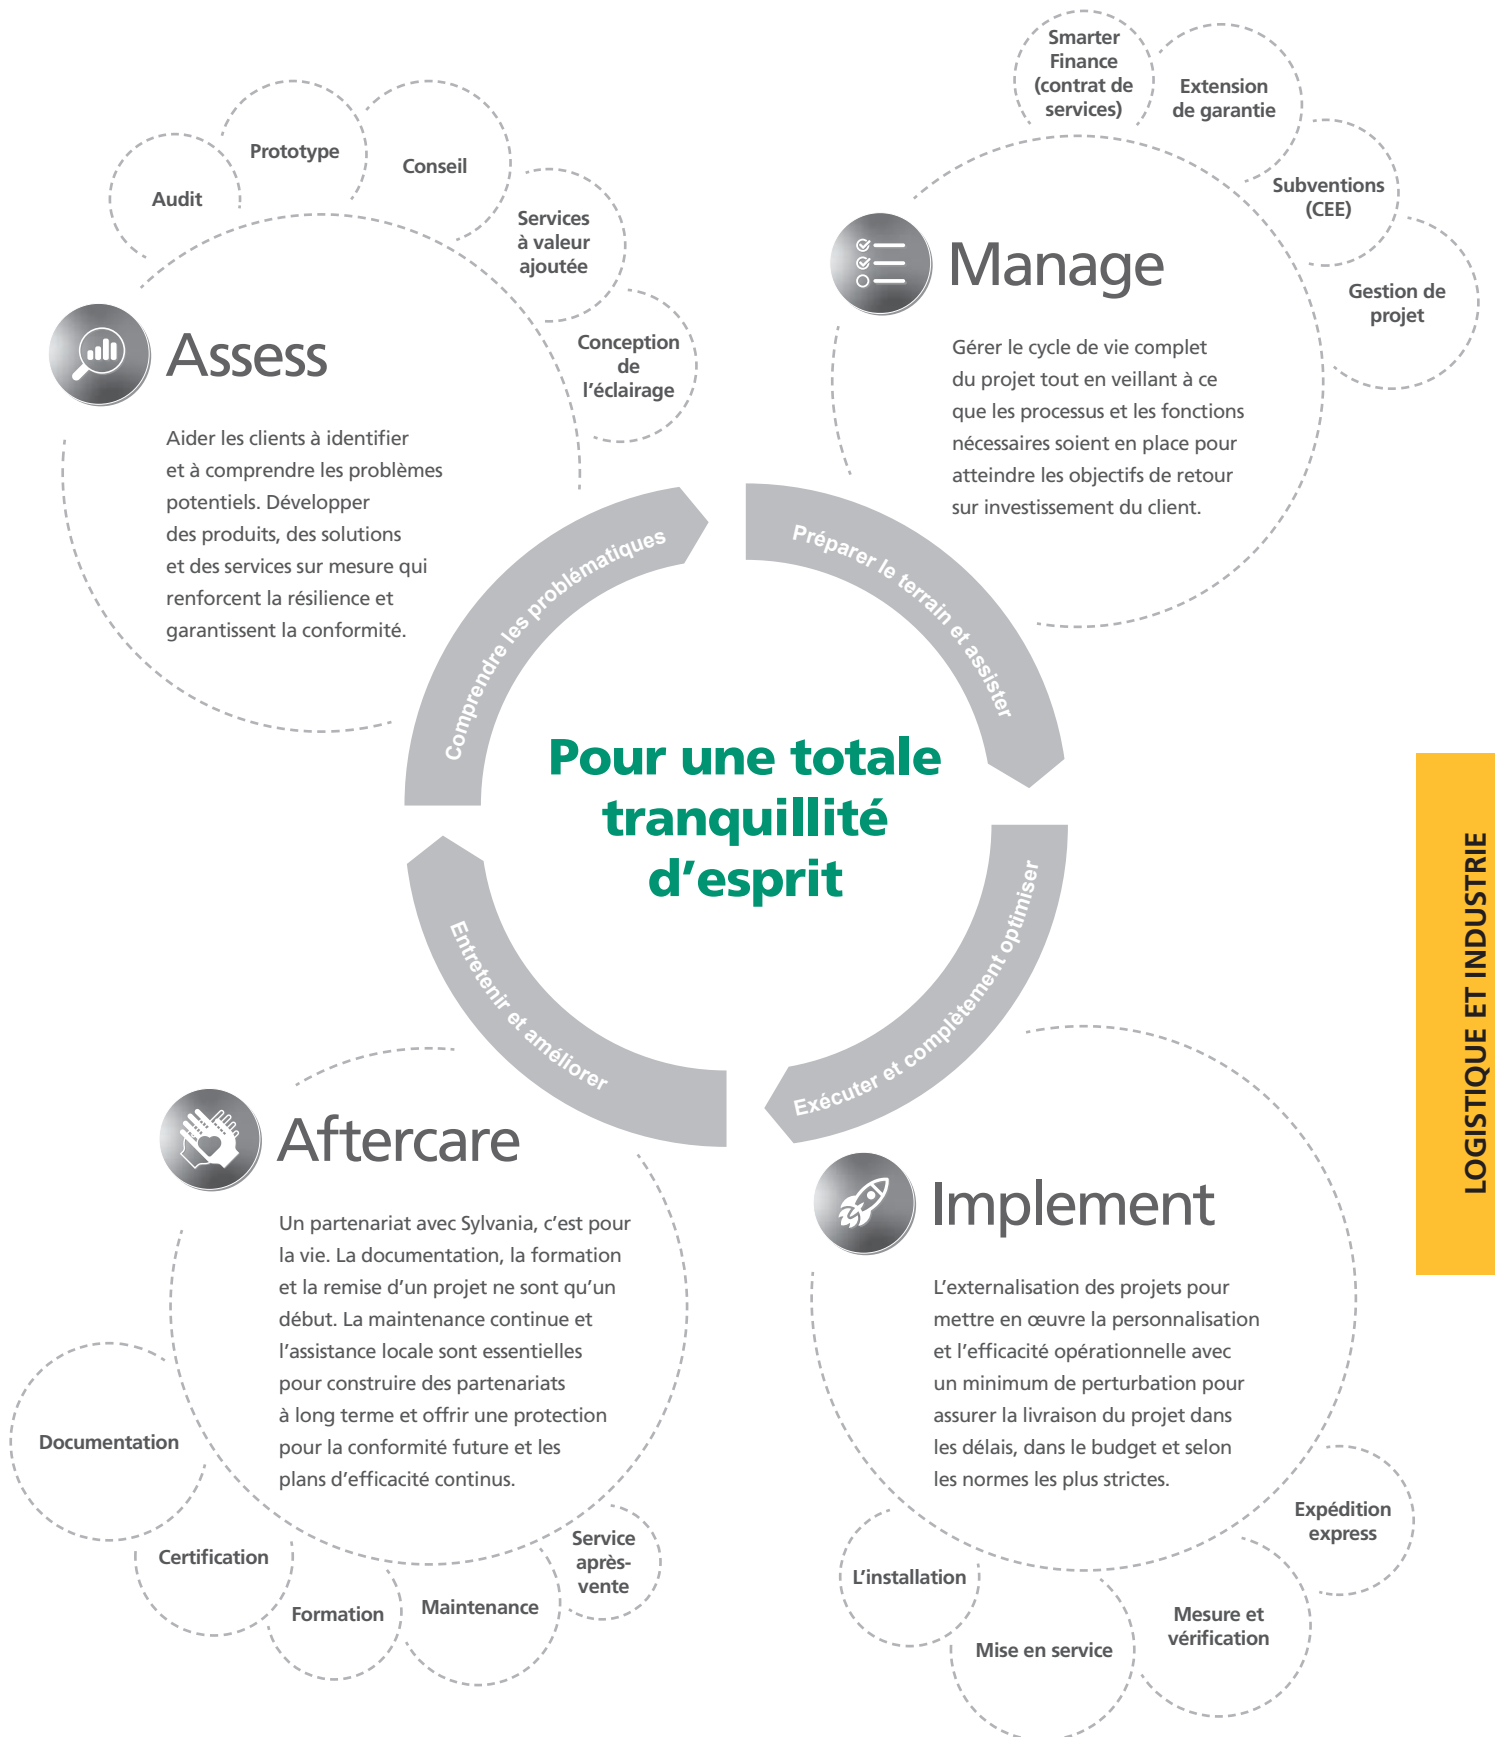 Audit
Prototype
Conseil
Services
à valeur
ajoutée
Conception
de
l’éclairage
Assess
Aider les clients à identifier
et à comprendre les problèmes
potentiels. Développer
des produits, des solutions
et des services sur mesure qui
renforcent la résilience et
garantissent la conformité.
Smarter
Finance
(contrat de
services)
Extension
de garantie
Subventions
(CEE)
Gestion de
projet
Manage
Gérer le cycle de vie complet
du projet tout en veillant à ce
que les processus et les fonctions
nécessaires soient en place pour
atteindre les objectifs de retour
sur investissement du client.
Comprendre les problématiques
Préparer le terrain et assister
Exécuter et complètement optimiser
Entretenir et améliorer
Pour une totale
tranquillité
d’esprit
LOGISTIQUE ET INDUSTRIE
Aftercare
Un partenariat avec Sylvania, c’est pour
la vie. La documentation, la formation
et la remise d’un projet ne sont qu’un
début. La maintenance continue et
l’assistance locale sont essentielles
pour construire des partenariats
à long terme et offrir une protection
pour la conformité future et les
plans d’efficacité continus.
Documentation
Certification
Formation
Maintenance
Service
après-
vente
Implement
L’externalisation des projets pour
mettre en œuvre la personnalisation
et l’efficacité opérationnelle avec
un minimum de perturbation pour
assurer la livraison du projet dans
les délais, dans le budget et selon
les normes les plus strictes.
L’installation
Mise en service
Mesure et
vérification
Expédition
express